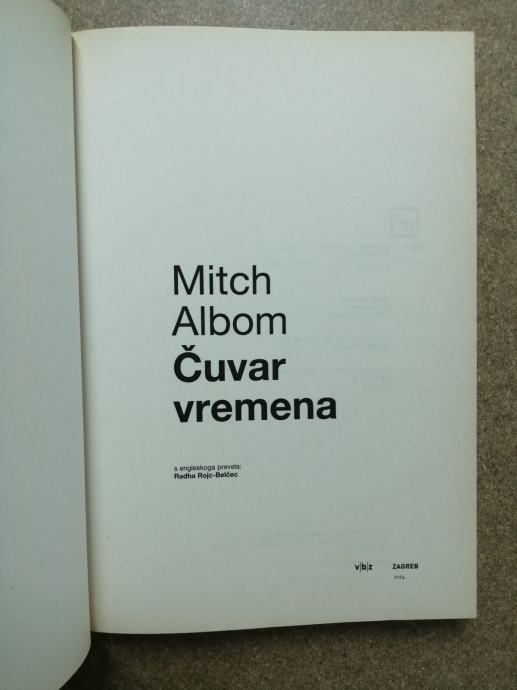 Mitch
Albom
Čuvar
vremena
s engleskoga prevela:
Radha Rojc-Belčec
v|b|z ZAGREB
2014.